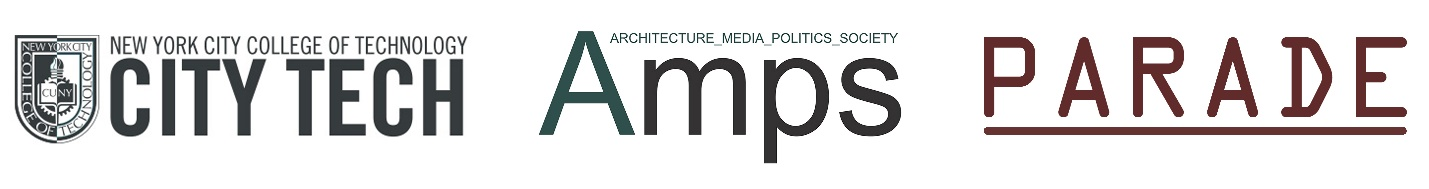 NEW YORK CITY
COLLEGE OF TECHNOLOGY
CUNY
NEW YORK CITY COLLEGE OF TECHNOLOGY
CITY TECH
ARCHITECTURE_MEDIA_POLITICS_SOCIETY
Amps
PARADE